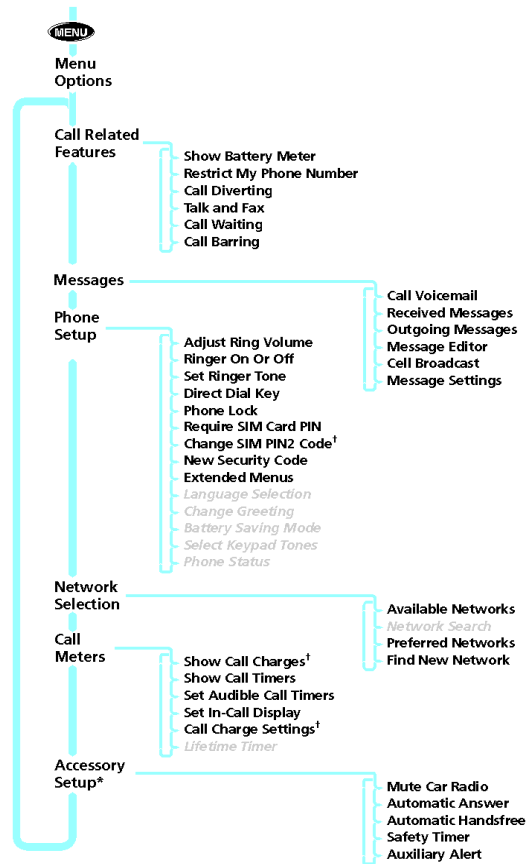 MENU
Menu
Options
Call Related
Features
Show Battery Meter
Restrict My Phone Number
Call Diverting
Talk and Fax
Call Waiting
Call Barring
Messages
Call Voicemail
Received Messages
Outgoing Messages
Message Editor
Cell Broadcast
Message Settings
Phone
Setup
Adjust Ring Volume
Ringer On Or Off
Set Ringer Tone
Direct Dial Key
Phone Lock
Require SIM Card PIN
Change SIM PIN2 Code†
New Security Code
Extended Menus
Language Selection
Change Greeting
Battery Saving Mode
Select Keypad Tones
Phone Status
Network
Selection
Available Networks
Network Search
Preferred Networks
Find New Network
Call
Meters
Show Call Charges†
Show Call Timers
Set Audible Call Timers
Set In-Call Display
Call Charge Settings†
Lifetime Timer
Accessory
Setup*
Mute Car Radio
Automatic Answer
Automatic Handsfree
Safety Timer
Auxiliary Alert